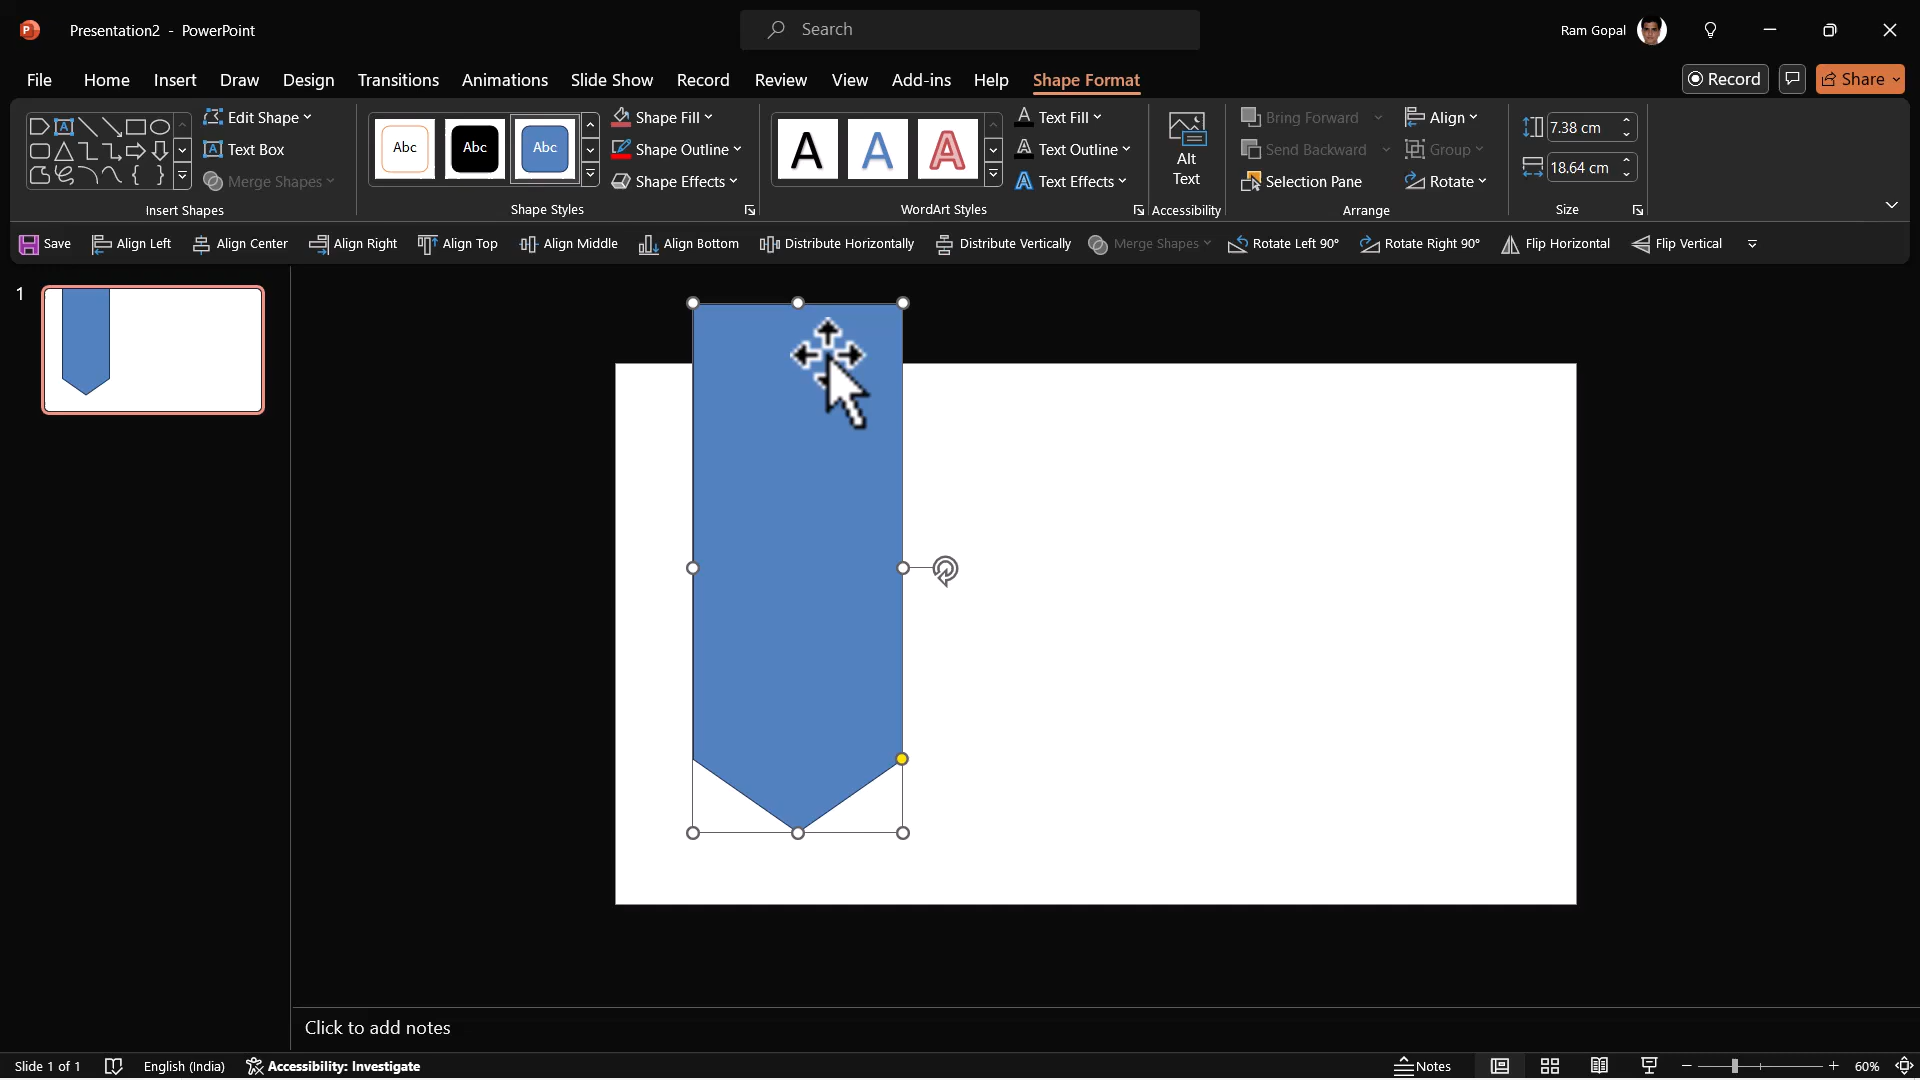 Presentation2 - PowerPoint
Search
Ram Gopal
File Home Insert Draw Design Transitions Animations Slide Show Record Review View Add-ins Help Shape Format
Record Share
Edit Shape
Text Box
Merge Shapes
Insert Shapes
Abc Abc Abc
Shape Fill
Shape Outline
Shape Effects
Shape Styles
A A A
Text Fill
Text Outline
Text Effects
WordArt Styles
Alt
Text
Accessibility
Bring Forward
Send Backward
Selection Pane
Align
Group
Rotate
Arrange
7.38 cm
18.64 cm
Size
Save Align Left Align Center Align Right Align Top Align Middle Align Bottom Distribute Horizontally Distribute Vertically Merge Shapes Rotate Left 90° Rotate Right 90° Flip Horizontal Flip Vertical
1
Click to add notes
Slide 1 of 1 English (India) Accessibility: Investigate Notes 60%